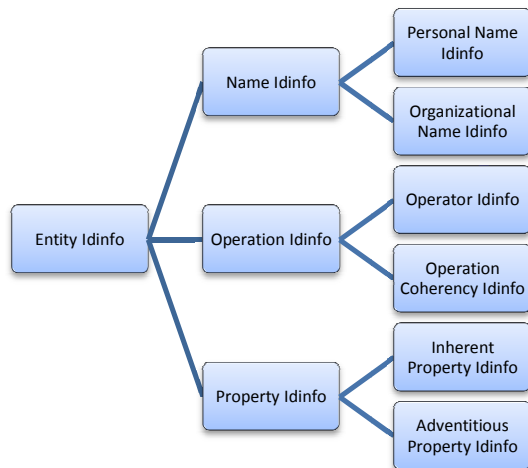 Personal Name
Idinfo
Name Idinfo
Organizational
Name Idinfo
Operator Idinfo
Entity Idinfo
Operation Idinfo
Operation
Coherency Idinfo
Inherent
Property Idinfo
Property Idinfo
Adventitious
Property Idinfo